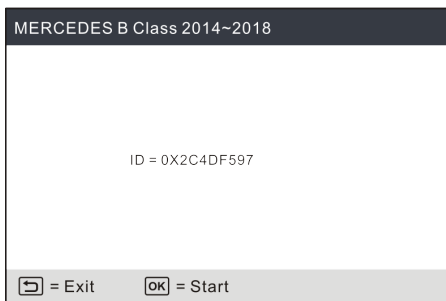 MERCEDES B Class 2014~2018
ID = 0X2C4DF597
= Exit OK = Start